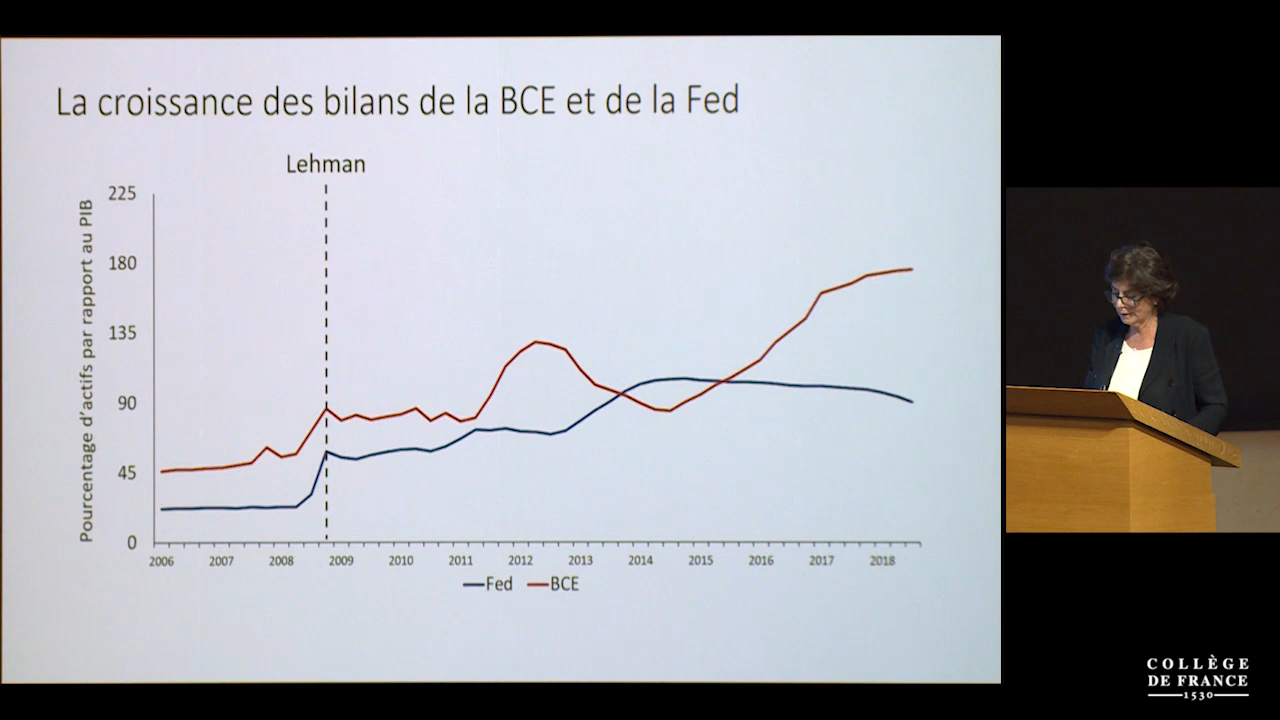 La croissance des bilans de la BCE et de la Fed
Lehman
Pourcentage d'actifs par rapport au PIB
225
180
135
90
45
0
2006 2007 2008 2009 2010 2011 2012 2013 2014 2015 2016 2017 2018
Fed BCE
COLLÈGE
DE FRANCE
1530